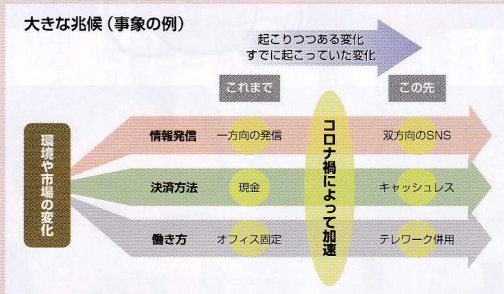 大きな兆候（事象の例）
起こりつつある変化
すでに起こっていた変化
これまで
この先
環境や市場の変化
情報発信
一方向の発信
双方向のSNS
決済方法
現金
キャッシュレス
働き方
オフィス固定
テレワーク併用
コロナ禍によって加速